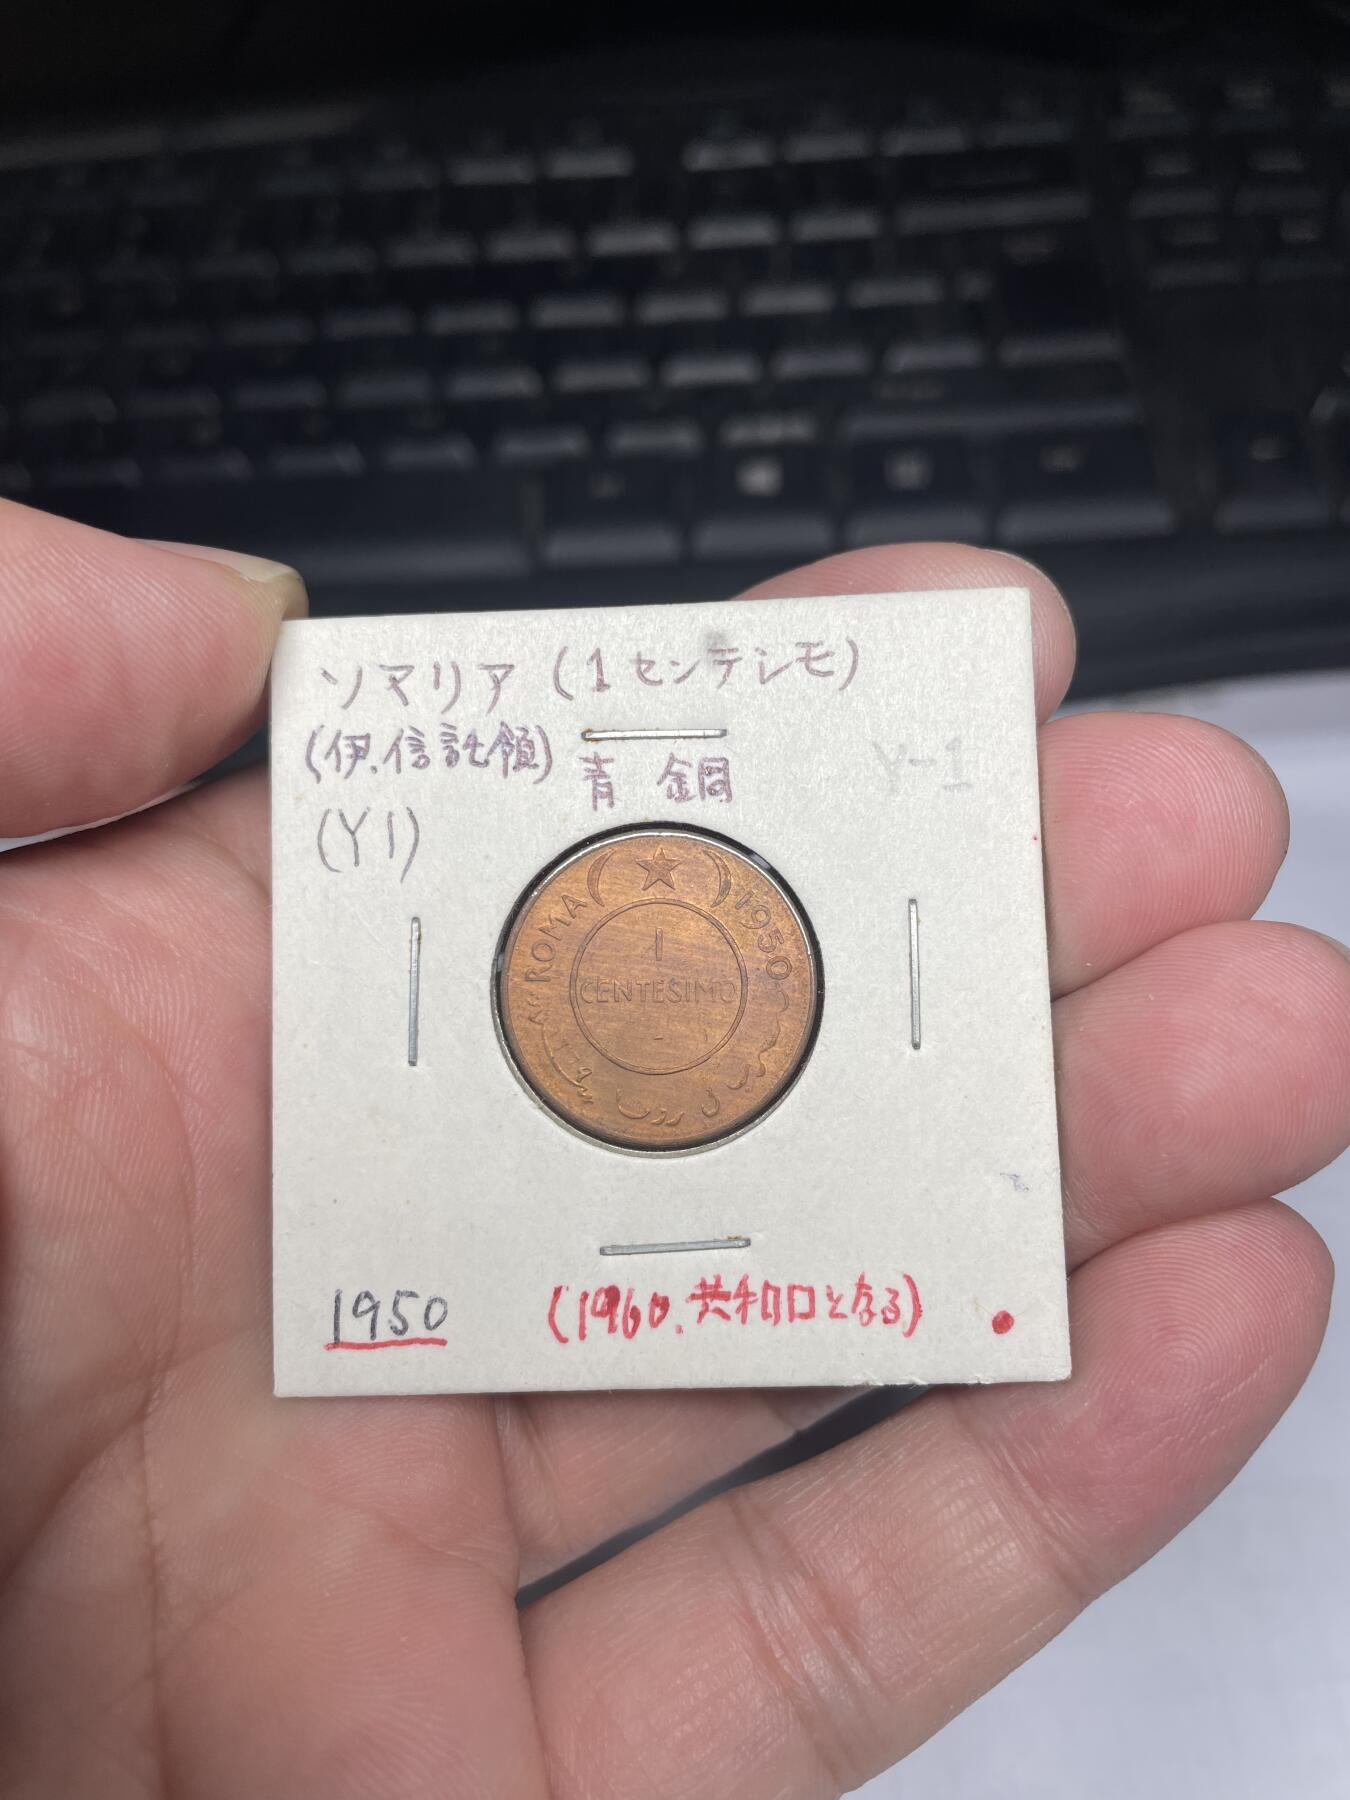 ソマリア (1センテシモ)
(伊.信託領)
青 銅
Y-1
(Y1)
ROMA 1950
1
CENTESIMO
1950
(1960.共和口となる)